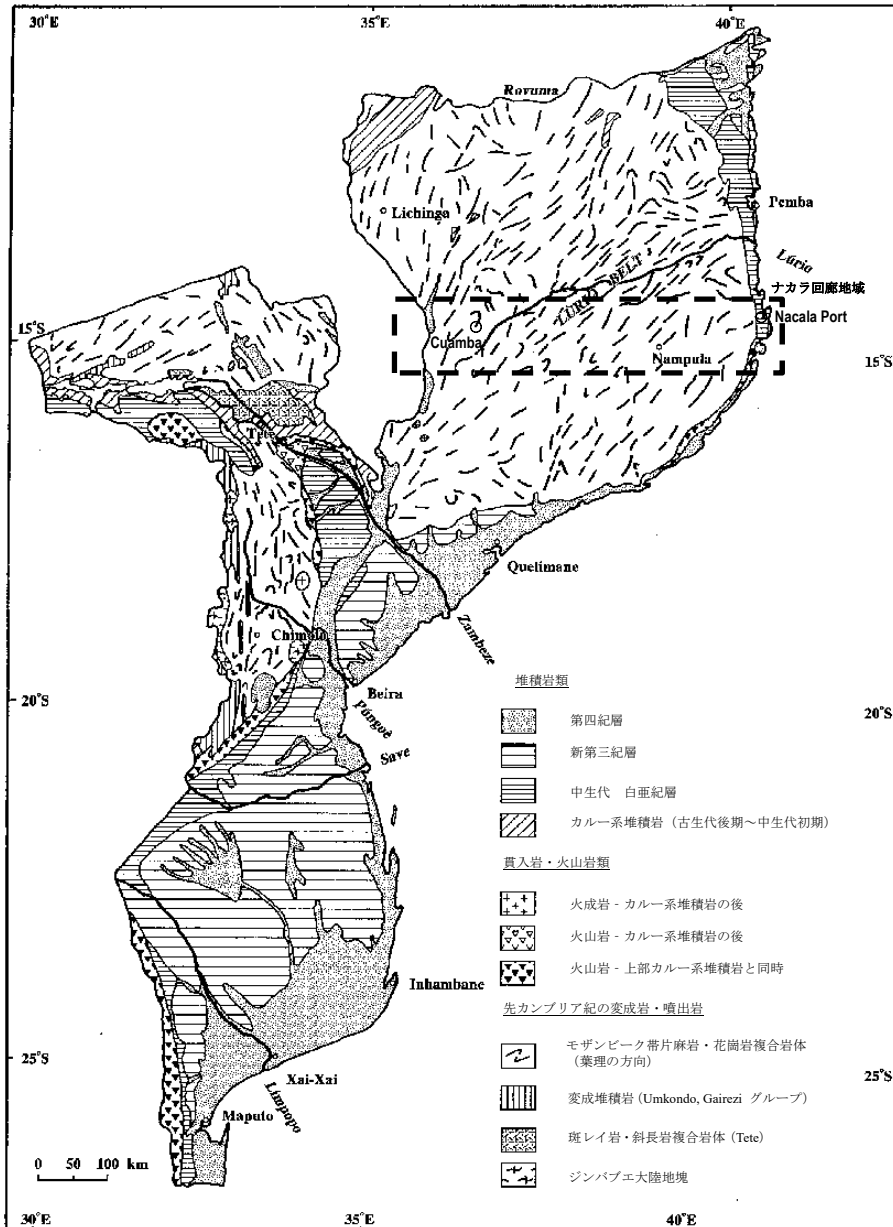 30°E 35°E 40°E
Rovuma
Pemba
Lichinga
Lúrio
LURIO BELT
ナカラ回廊地域
Nacala Port
15°S
Cuamba
Nampula
15°S
Tete
Quelimane
Zambeze
Chimoio
Beira
20°S
Púngoè
20°S
Save
堆積岩類
第四紀層
新第三紀層
中生代 白亜紀層
カルー系堆積岩（古生代後期～中生代初期）
貫入岩・火山岩類
火成岩 - カルー系堆積岩の後
火山岩 - カルー系堆積岩の後
火山岩 - 上部カルー系堆積岩と同時
Inhambane
先カンブリア紀の変成岩・噴出岩
モザンビーク帯片麻岩・花崗岩複合岩体
（葉理の方向）
25°S
25°S
Xai-Xai
Limpopo
変成堆積岩 (Umkondo, Gairezi グループ)
Maputo
斑レイ岩・斜長岩複合岩体 (Tete)
0 50 100 km
ジンバブエ大陸地塊
30°E 35°E 40°E